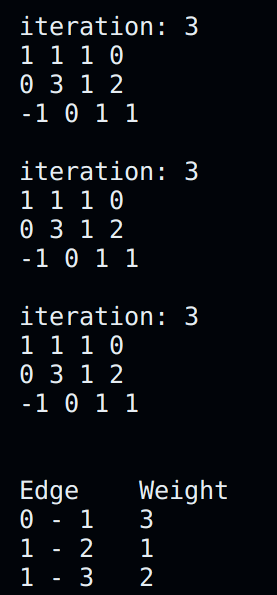 iteration: 3
1 1 1 0
0 3 1 2
-1 0 1 1
iteration: 3
1 1 1 0
0 3 1 2
-1 0 1 1
iteration: 3
1 1 1 0
0 3 1 2
-1 0 1 1
Edge    Weight
0 - 1   3
1 - 2   1
1 - 3   2